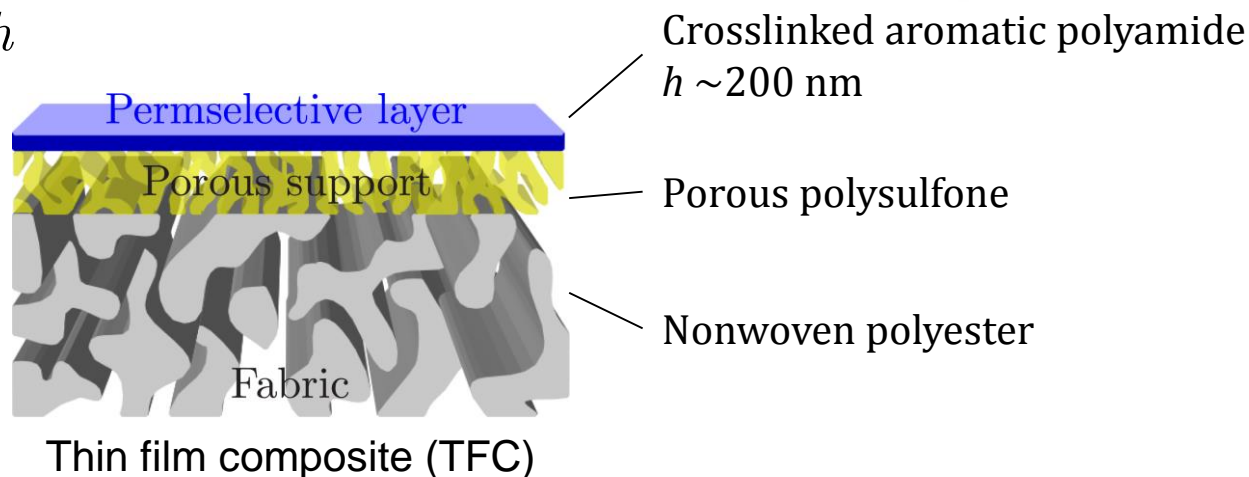 h
Crosslinked aromatic polyamide
h ~200 nm
Permselective layer
Porous support
Porous polysulfone
Nonwoven polyester
Fabric
Thin film composite (TFC)